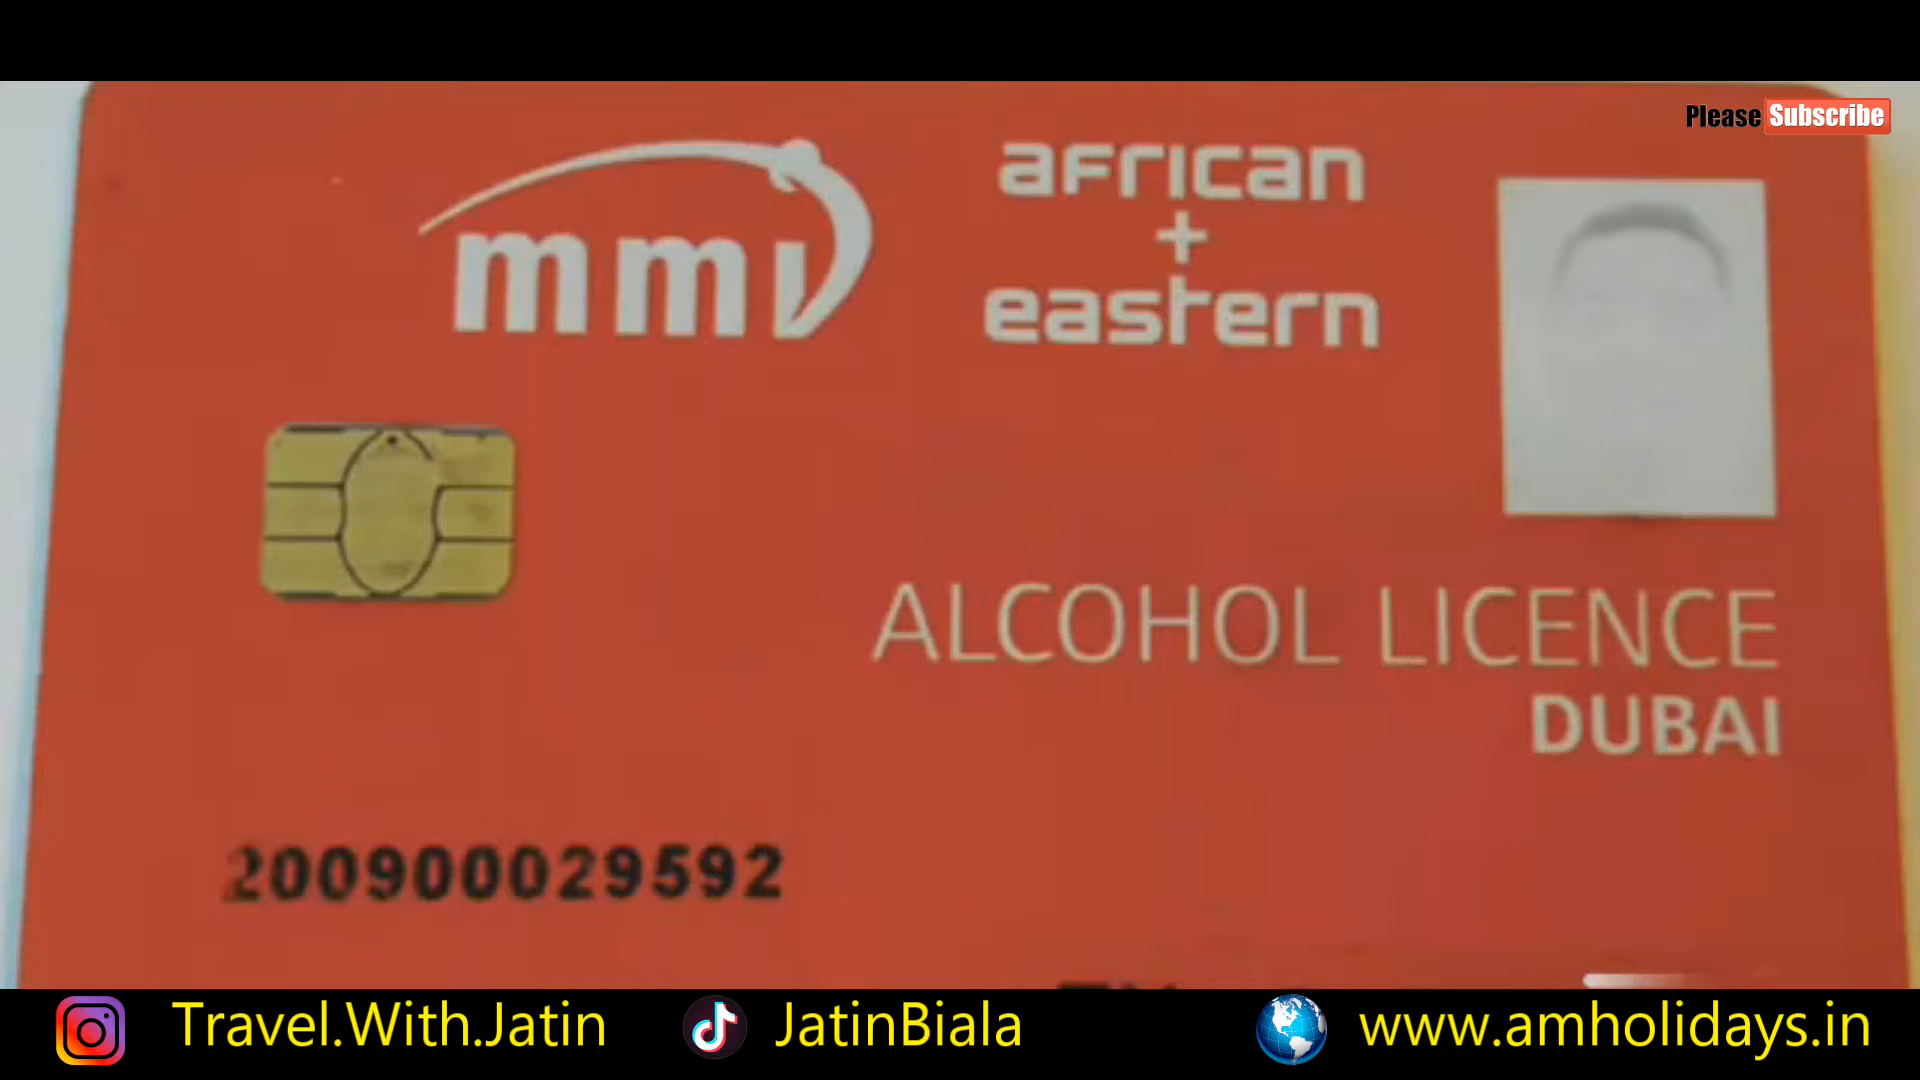 Please Subscribe
mmi
african
+
eastern
ALCOHOL LICENCE
DUBAI
200900029592
Travel.With.Jatin
JatinBiala
www.amholidays.in